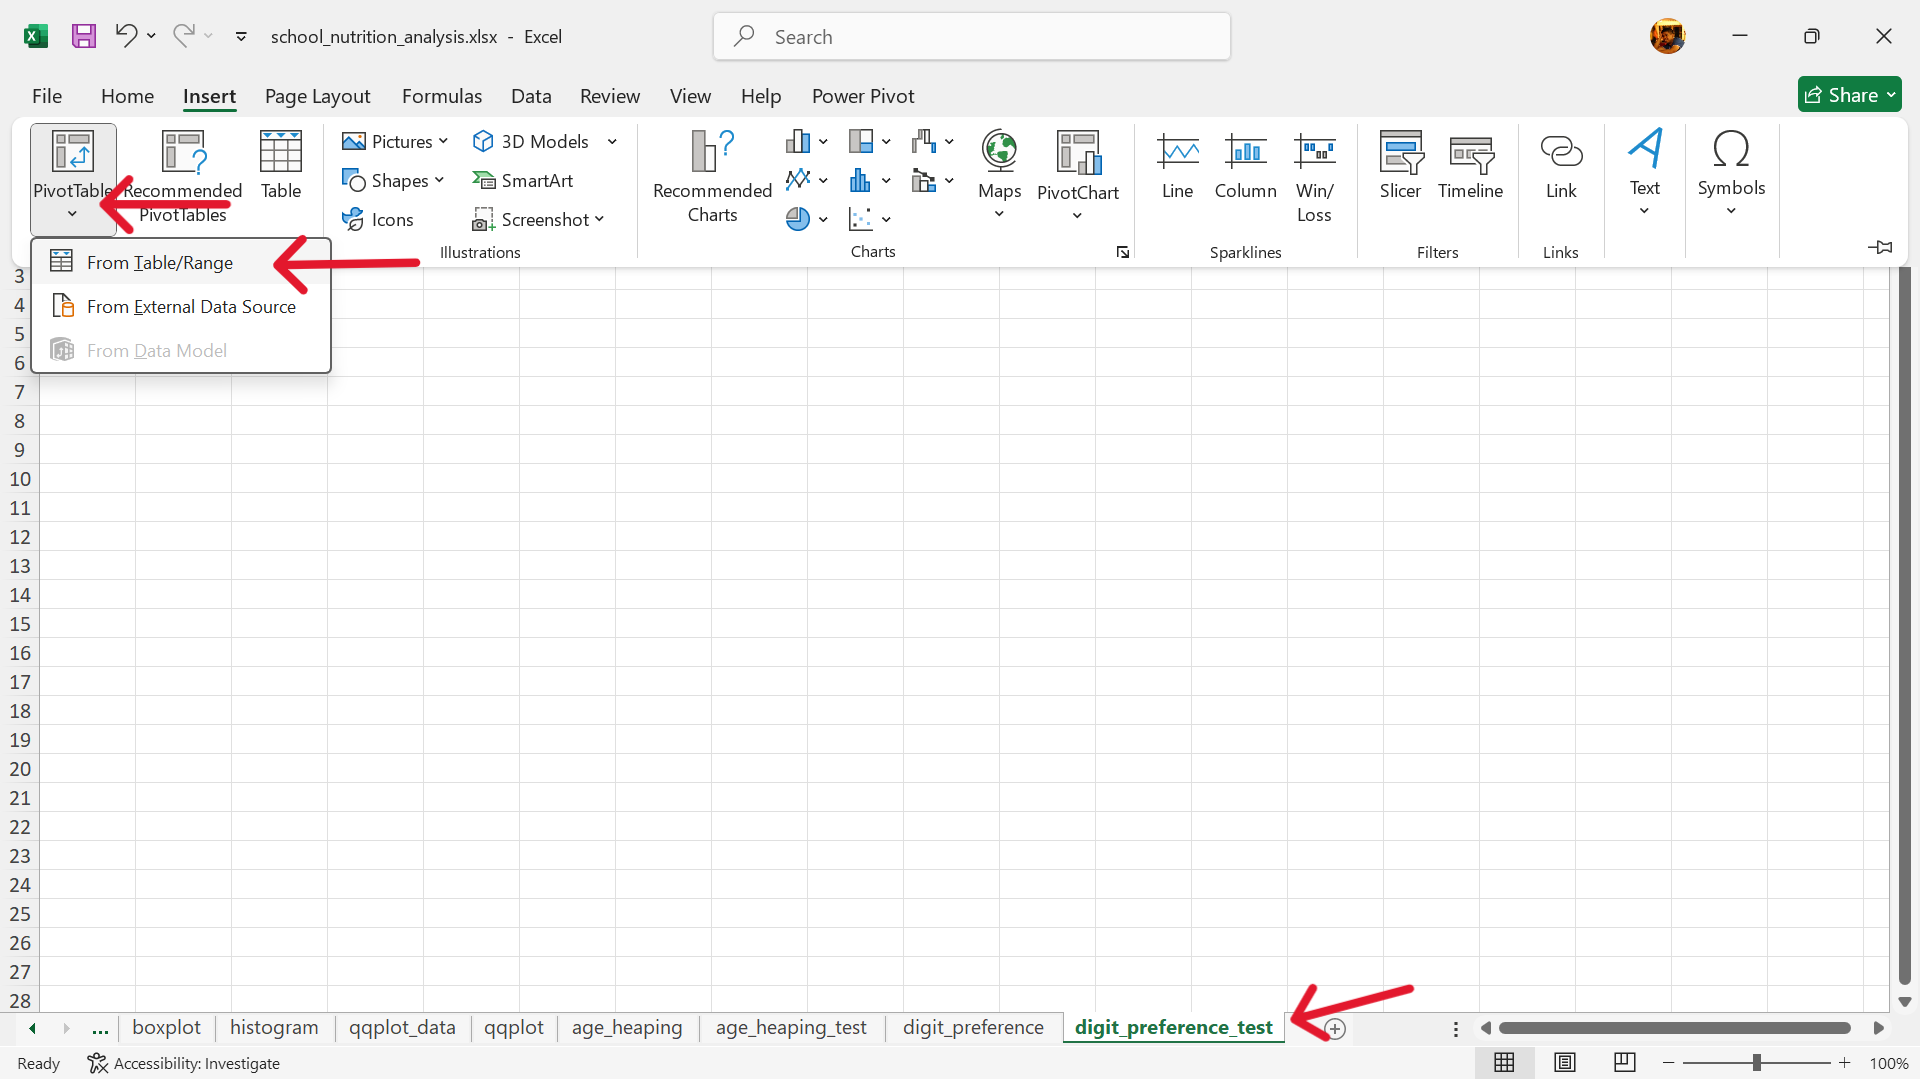 school_nutrition_analysis.xlsx - Excel
Search
File Home Insert Page Layout Formulas Data Review View Help Power Pivot
Share
PivotTable
Recommended PivotTables
Table
Pictures
Shapes
Icons
3D Models
SmartArt
Screenshot
Illustrations
Recommended Charts
Maps
PivotChart
Charts
Line
Column
Win/
Loss
Sparklines
Slicer
Timeline
Filters
Link
Links
Text
Symbols
From Table/Range
From External Data Source
From Data Model
3
4
5
6
7
8
9
10
11
12
13
14
15
16
17
18
19
20
21
22
23
24
25
26
27
28
... boxplot histogram qqplot_data qqplot age_heaping age_heaping_test digit_preference digit_preference_test
Ready Accessibility: Investigate 100%